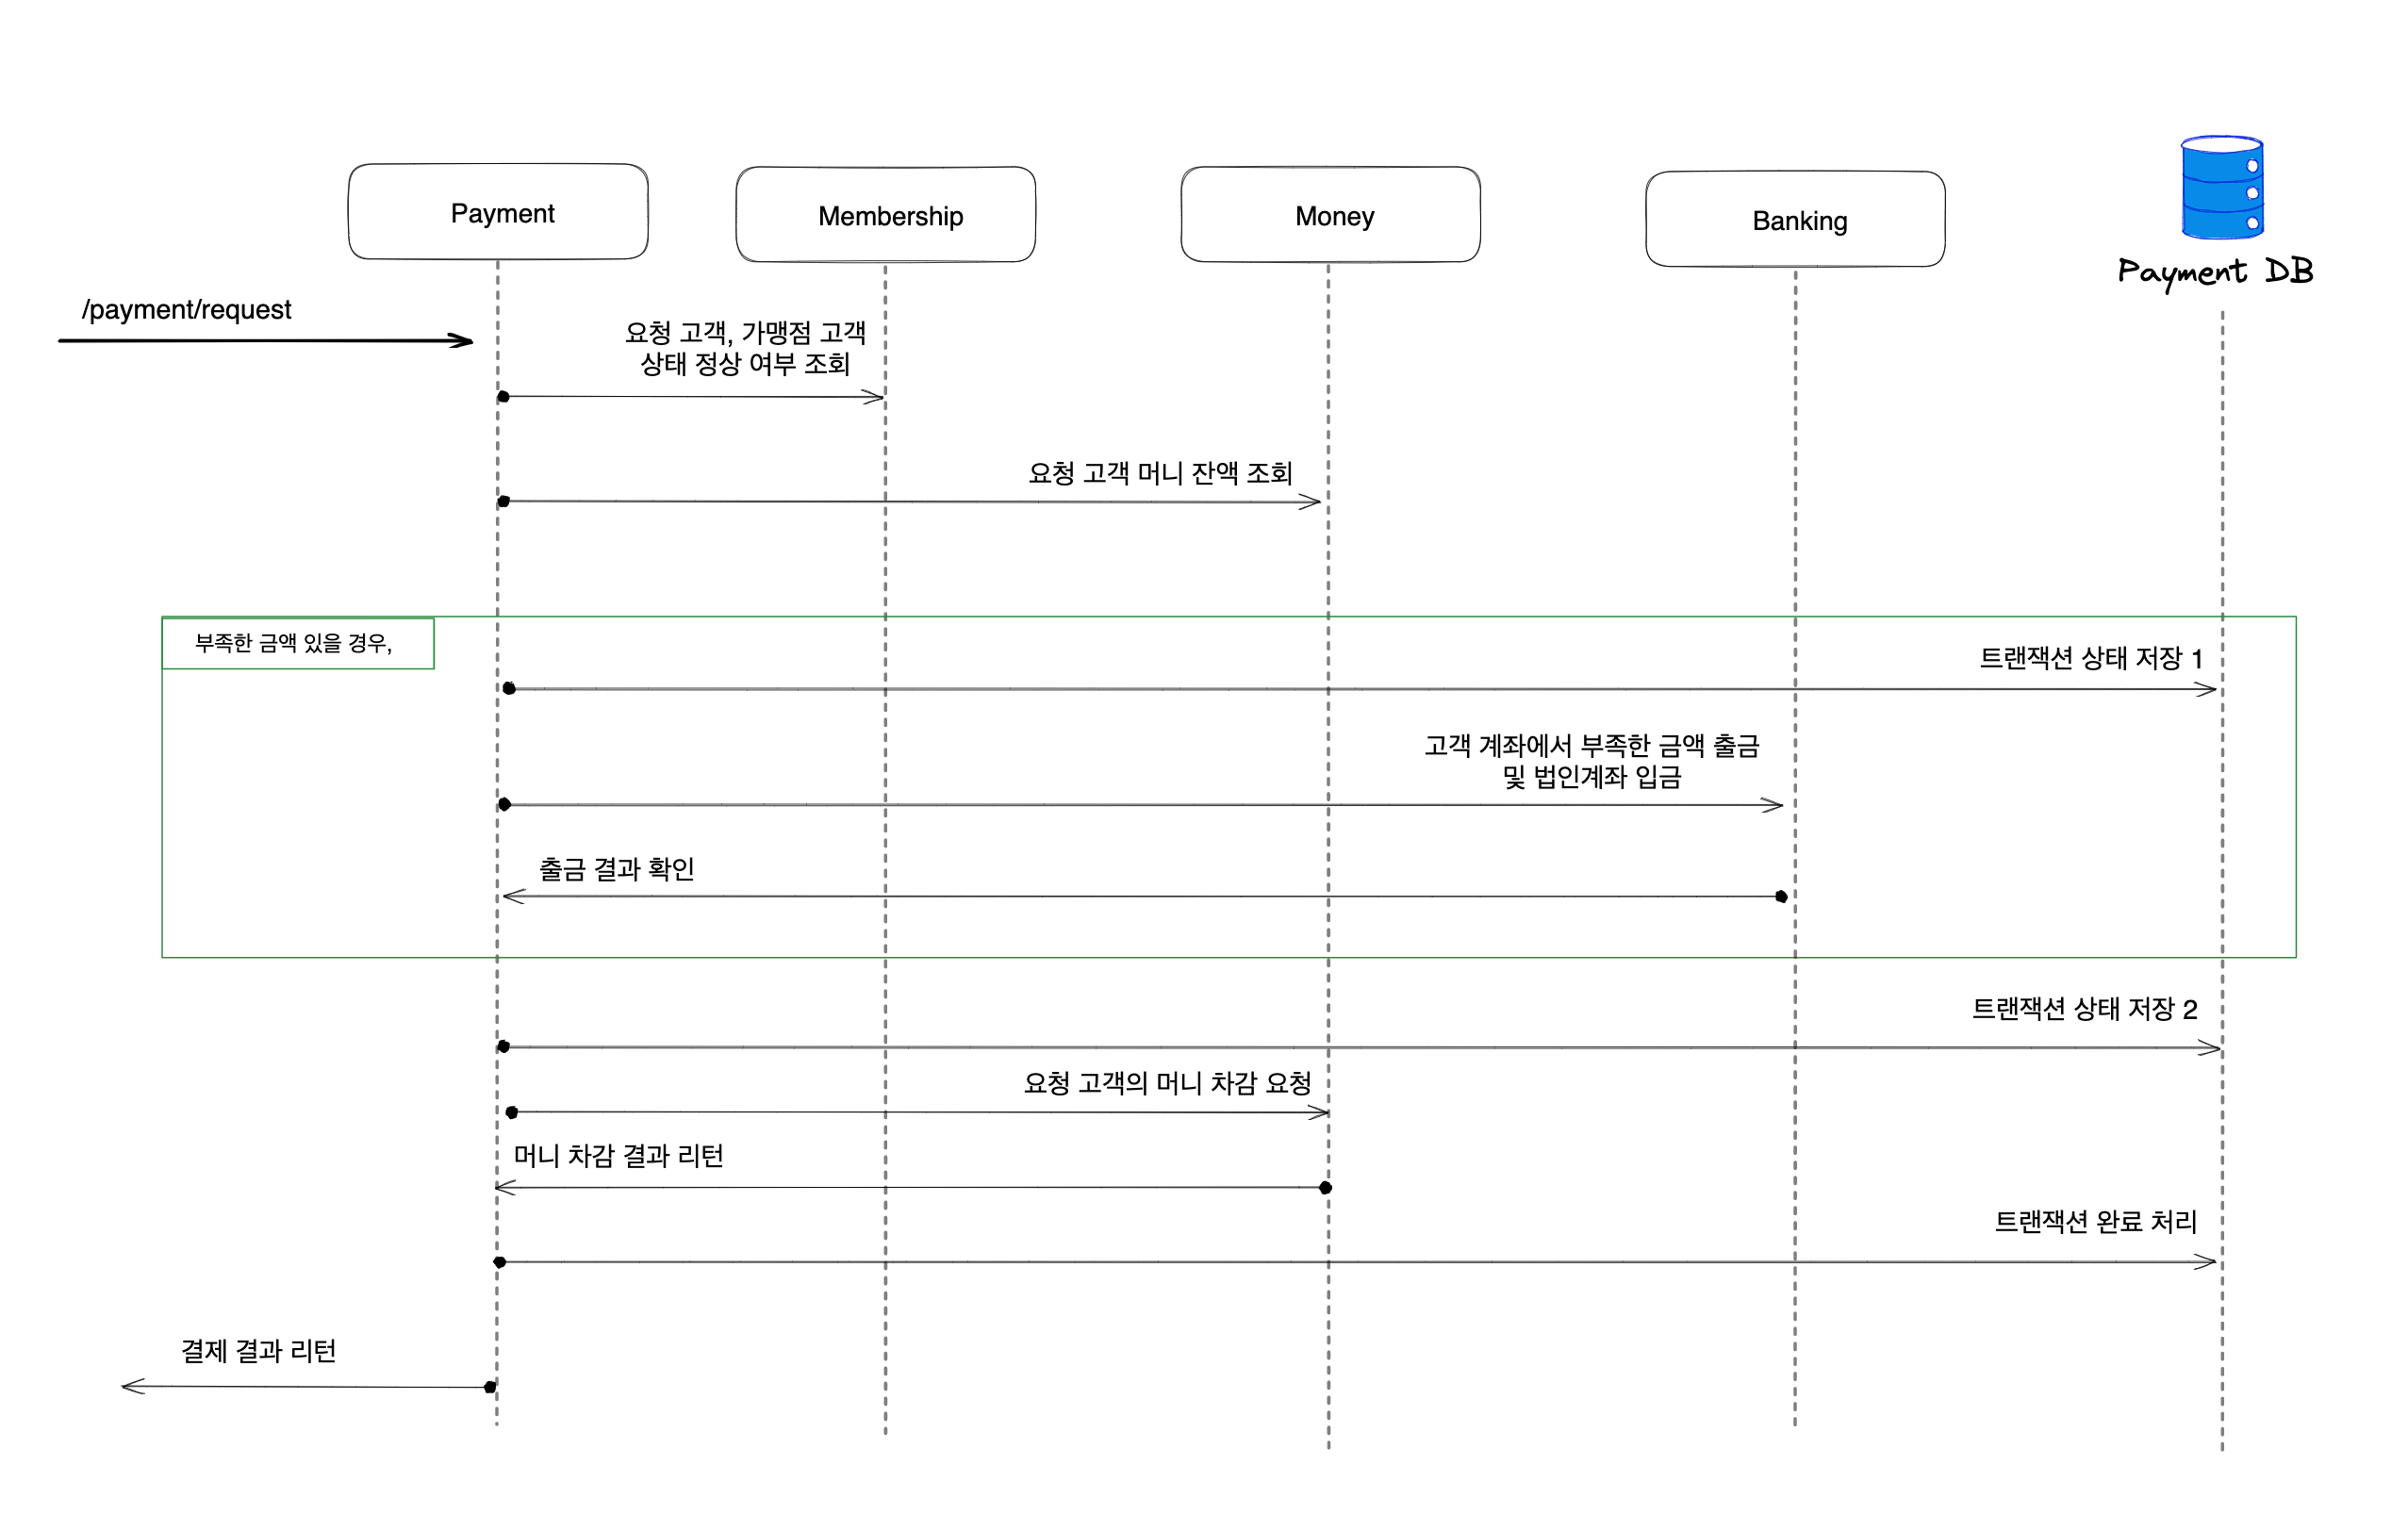 Payment
Membership
Money
Banking
Payment DB
/payment/request
요청 고객, 가맹점 고객
상태 정상 여부 조회
요청 고객 머니 잔액 조회
부족한 금액 있을 경우,
트랜잭션 상태 저장 1
고객 계좌에서 부족한 금액 출금
및 법인계좌 입금
출금 결과 확인
트랜잭션 상태 저장 2
요청 고객의 머니 차감 요청
머니 차감 결과 리턴
트랜잭션 완료 처리
결제 결과 리턴